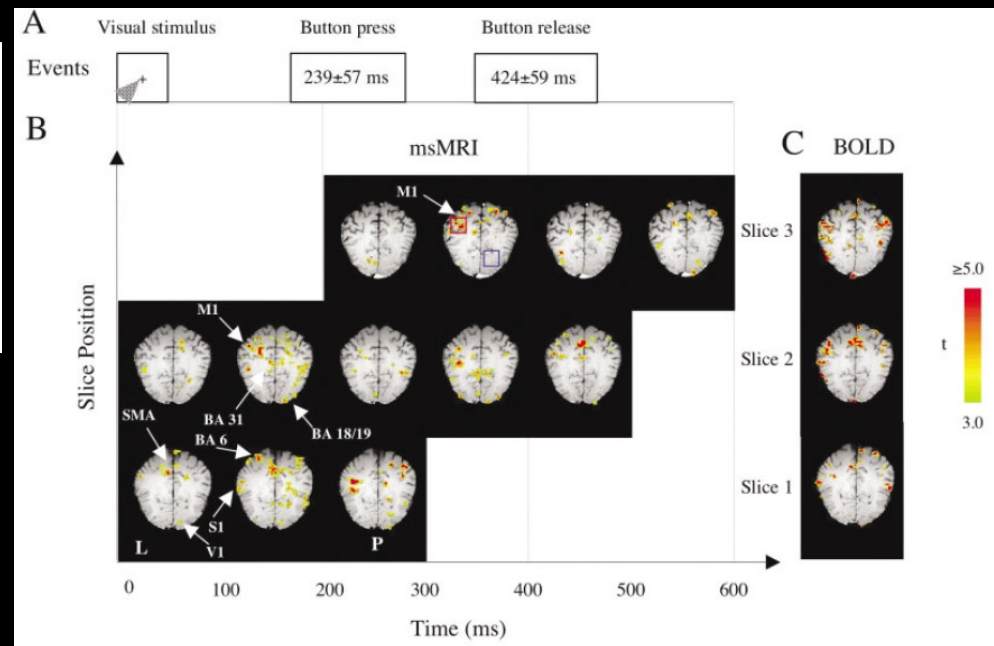 A
Visual stimulus
Button press
Button release
Events
239±57 ms
424±59 ms
B
msMRI
C
BOLD
M1
Slice 3
≥5.0
M1
Slice 2
t
Slice Position
SMA
BA 31
BA 18/19
3.0
BA 6
Slice 1
S1
V1
L
P
0 100 200 300 400 500 600
Time (ms)